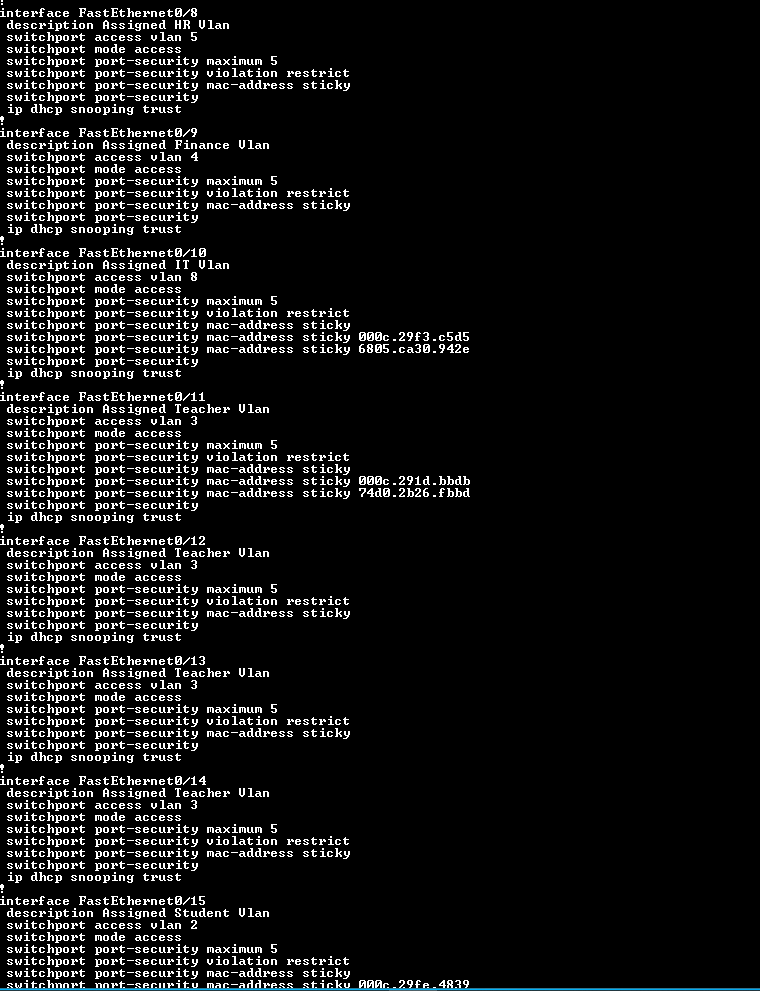 !
interface FastEthernet0/8
description Assigned HR Vlan
switchport access vlan 5
switchport mode access
switchport port-security maximum 5
switchport port-security violation restrict
switchport port-security mac-address sticky
switchport port-security
ip dhcp snooping trust
!
interface FastEthernet0/9
description Assigned Finance Vlan
switchport access vlan 4
switchport mode access
switchport port-security maximum 5
switchport port-security violation restrict
switchport port-security mac-address sticky
switchport port-security
ip dhcp snooping trust
!
interface FastEthernet0/10
description Assigned IT Vlan
switchport access vlan 8
switchport mode access
switchport port-security maximum 5
switchport port-security violation restrict
switchport port-security mac-address sticky
switchport port-security mac-address sticky 000c.29f3.c5d5
switchport port-security mac-address sticky 6805.ca30.942e
switchport port-security
ip dhcp snooping trust
!
interface FastEthernet0/11
description Assigned Teacher Vlan
switchport access vlan 3
switchport mode access
switchport port-security maximum 5
switchport port-security violation restrict
switchport port-security mac-address sticky
switchport port-security mac-address sticky 000c.291d.bbdb
switchport port-security mac-address sticky 74d0.2b26.fbbd
switchport port-security
ip dhcp snooping trust
!
interface FastEthernet0/12
description Assigned Teacher Vlan
switchport access vlan 3
switchport mode access
switchport port-security maximum 5
switchport port-security violation restrict
switchport port-security mac-address sticky
switchport port-security
ip dhcp snooping trust
!
interface FastEthernet0/13
description Assigned Teacher Vlan
switchport access vlan 3
switchport mode access
switchport port-security maximum 5
switchport port-security violation restrict
switchport port-security mac-address sticky
switchport port-security
ip dhcp snooping trust
!
interface FastEthernet0/14
description Assigned Teacher Vlan
switchport access vlan 3
switchport mode access
switchport port-security maximum 5
switchport port-security violation restrict
switchport port-security mac-address sticky
switchport port-security
ip dhcp snooping trust
!
interface FastEthernet0/15
description Assigned Student Vlan
switchport access vlan 2
switchport mode access
switchport port-security maximum 5
switchport port-security violation restrict
switchport port-security mac-address sticky
switchport port-security mac-address sticky 000c.29fe.4839